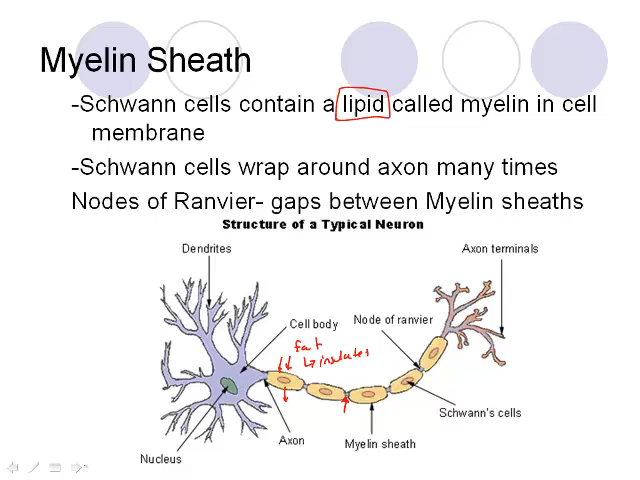 Myelin Sheath
-Schwann cells contain a lipid called myelin in cell
membrane
-Schwann cells wrap around axon many times
Nodes of Ranvier- gaps between Myelin sheaths
Structure of a Typical Neuron
Dendrites
Axon terminals
Cell body
Node of ranvier
fat
↳ insulates
Schwann's cells
Axon
Myelin sheath
Nucleus